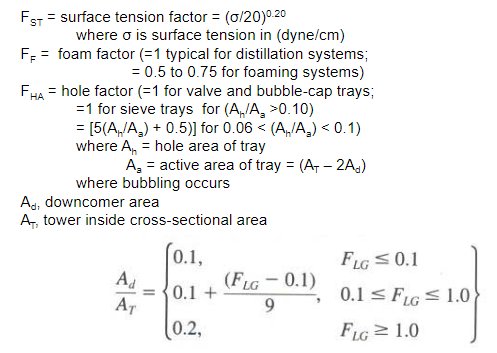 F_ST = surface tension factor = (σ/20)^0.20
where σ is surface tension in (dyne/cm)
F_F = foam factor (=1 typical for distillation systems;
= 0.5 to 0.75 for foaming systems)
F_HA = hole factor (=1 for valve and bubble-cap trays;
=1 for sieve trays for (A_h/A_a >0.10)
= [5(A_h/A_a) + 0.5)] for 0.06 < (A_h/A_a) < 0.1)
where A_h = hole area of tray
A_a = active area of tray = (A_T – 2A_d)
where bubbling occurs
A_d, downcomer area
A_T, tower inside cross-sectional area
A_d/A_T = { 0.1, F_LG ≤ 0.1
0.1 + (F_LG − 0.1)/9, 0.1 ≤ F_LG ≤ 1.0
0.2, F_LG ≥ 1.0 }